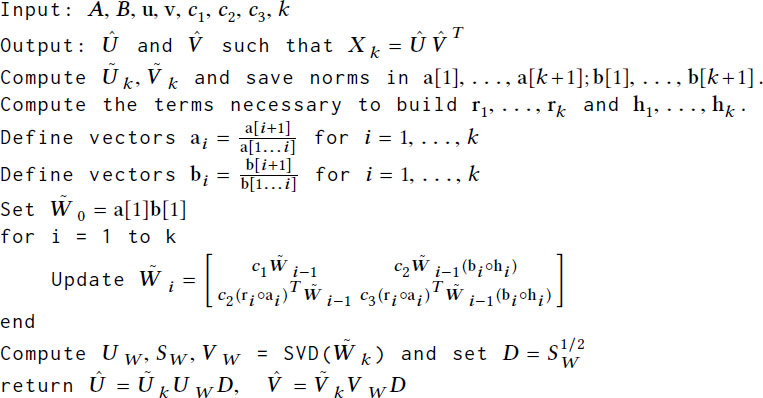 Input: A, B, u, v, c₁, c₂, c₃, k
Output: Û and V̂ such that X_k = Û V̂^T
Compute Ũ_k, Ṽ_k and save norms in a[1], . . . , a[k+1]; b[1], . . . , b[k+1].
Compute the terms necessary to build r₁, . . . , r_k and h₁, . . . , h_k.
Define vectors a_i = a[i+1]/a[1...i] for i = 1, . . . , k
Define vectors b_i = b[i+1]/b[1...i] for i = 1, . . . , k
Set W̃₀ = a[1]b[1]
for i = 1 to k
Update W̃_i = [ c₁W̃_{i−1} c₂W̃_{i−1}(b_i∘h_i)
c₂(r_i∘a_i)^T W̃_{i−1} c₃(r_i∘a_i)^T W̃_{i−1}(b_i∘h_i) ]
end
Compute U_W, S_W, V_W = SVD(W̃_k) and set D = S_W^{1/2}
return Û = Ũ_k U_W D, V̂ = Ṽ_k V_W D